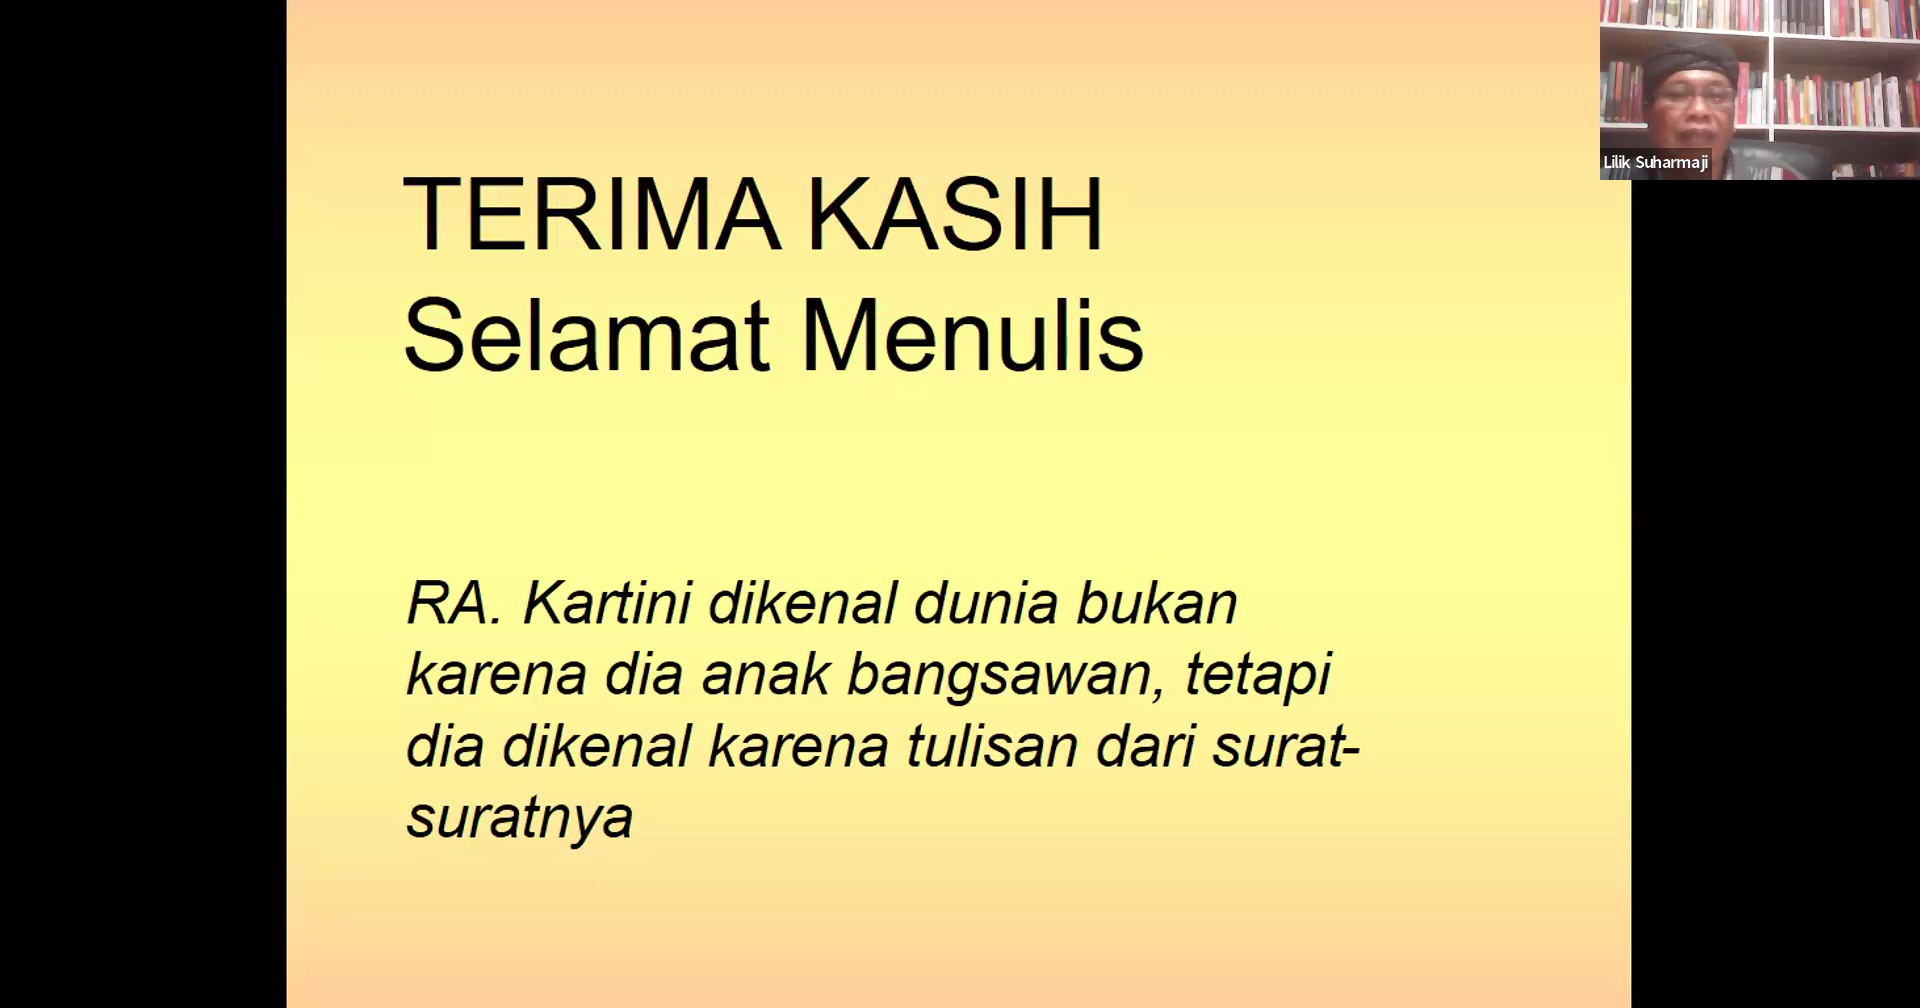 TERIMA KASIH
Selamat Menulis
RA. Kartini dikenal dunia bukan
karena dia anak bangsawan, tetapi
dia dikenal karena tulisan dari surat-
suratnya
Lilik Suharmaji